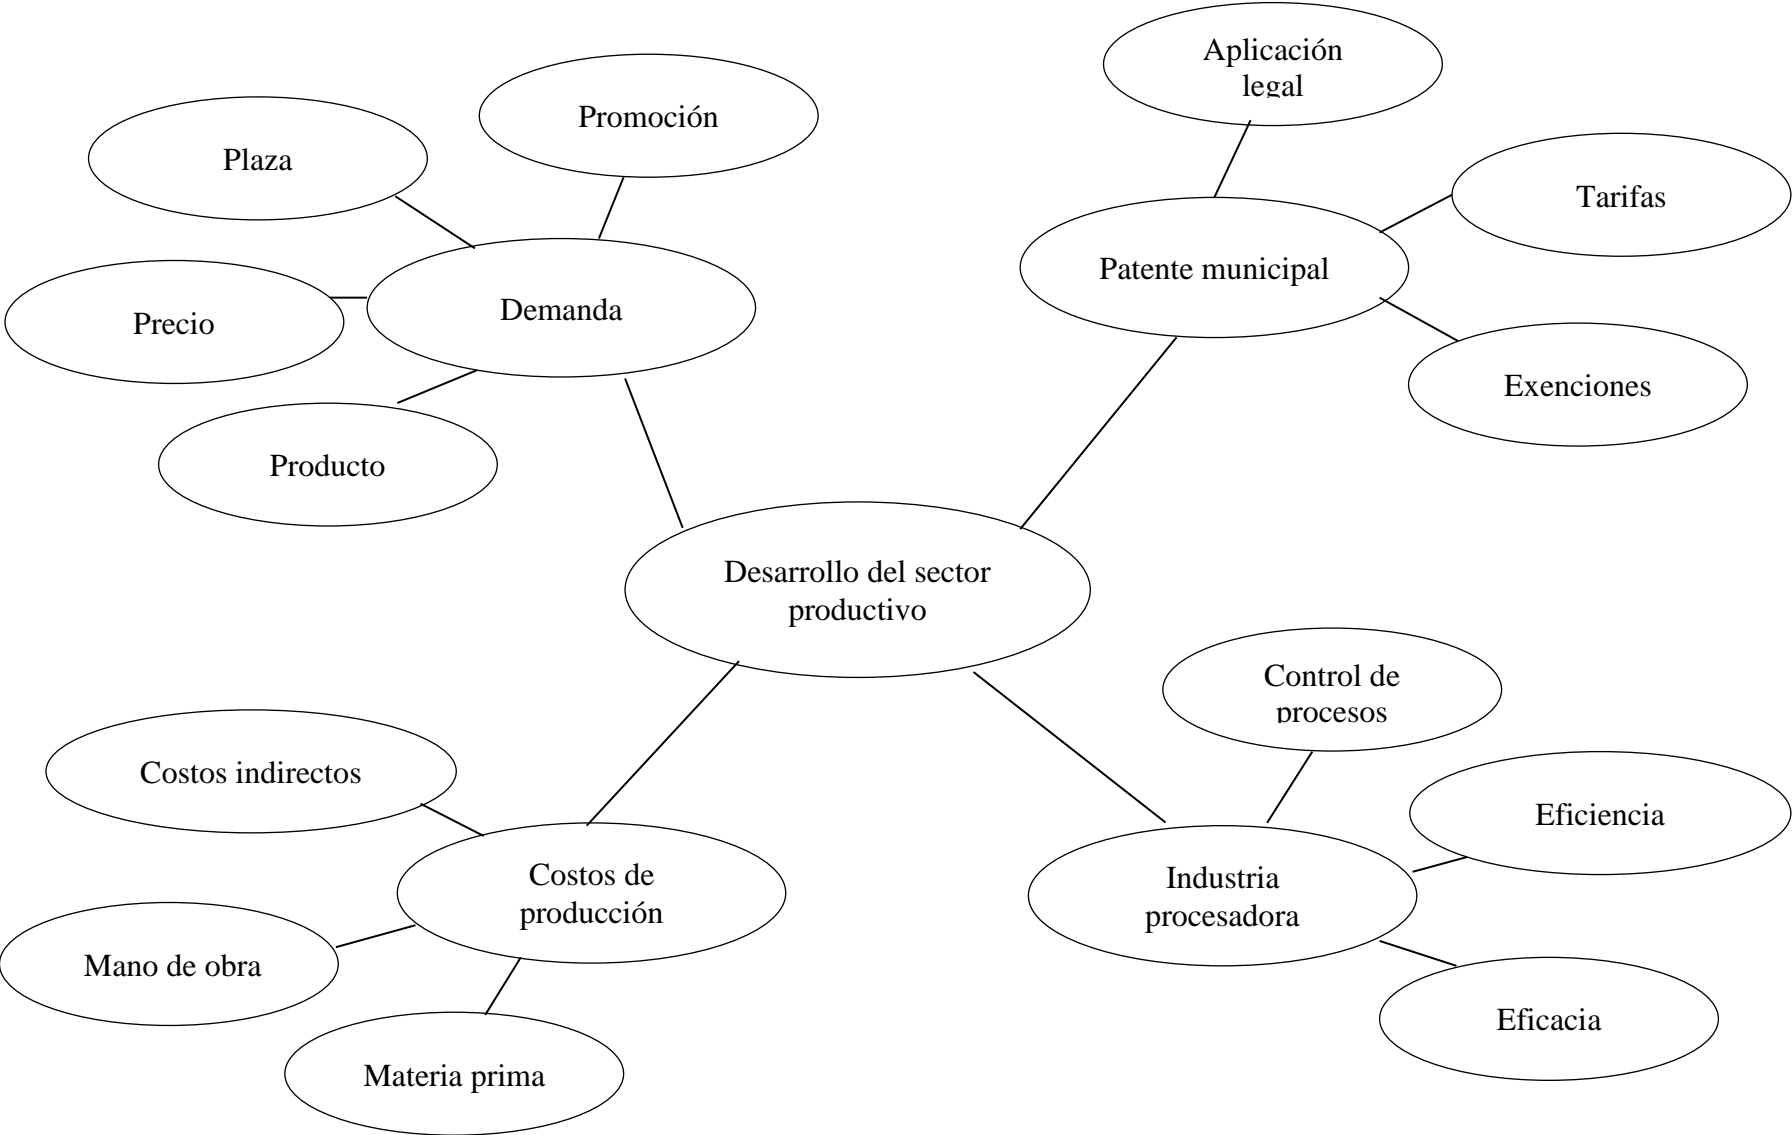 Aplicación
legal
Promoción
Plaza
Tarifas
Patente municipal
Demanda
Precio
Exenciones
Producto
Desarrollo del sector
productivo
Control de
procesos
Costos indirectos
Eficiencia
Costos de
producción
Industria
procesadora
Mano de obra
Eficacia
Materia prima